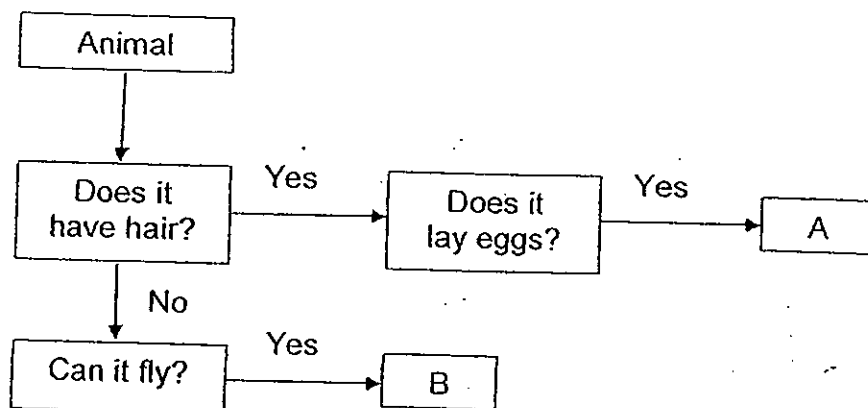 Animal
Does it
have hair?
Yes
Does it
lay eggs?
Yes
A
No
Can it fly?
Yes
B